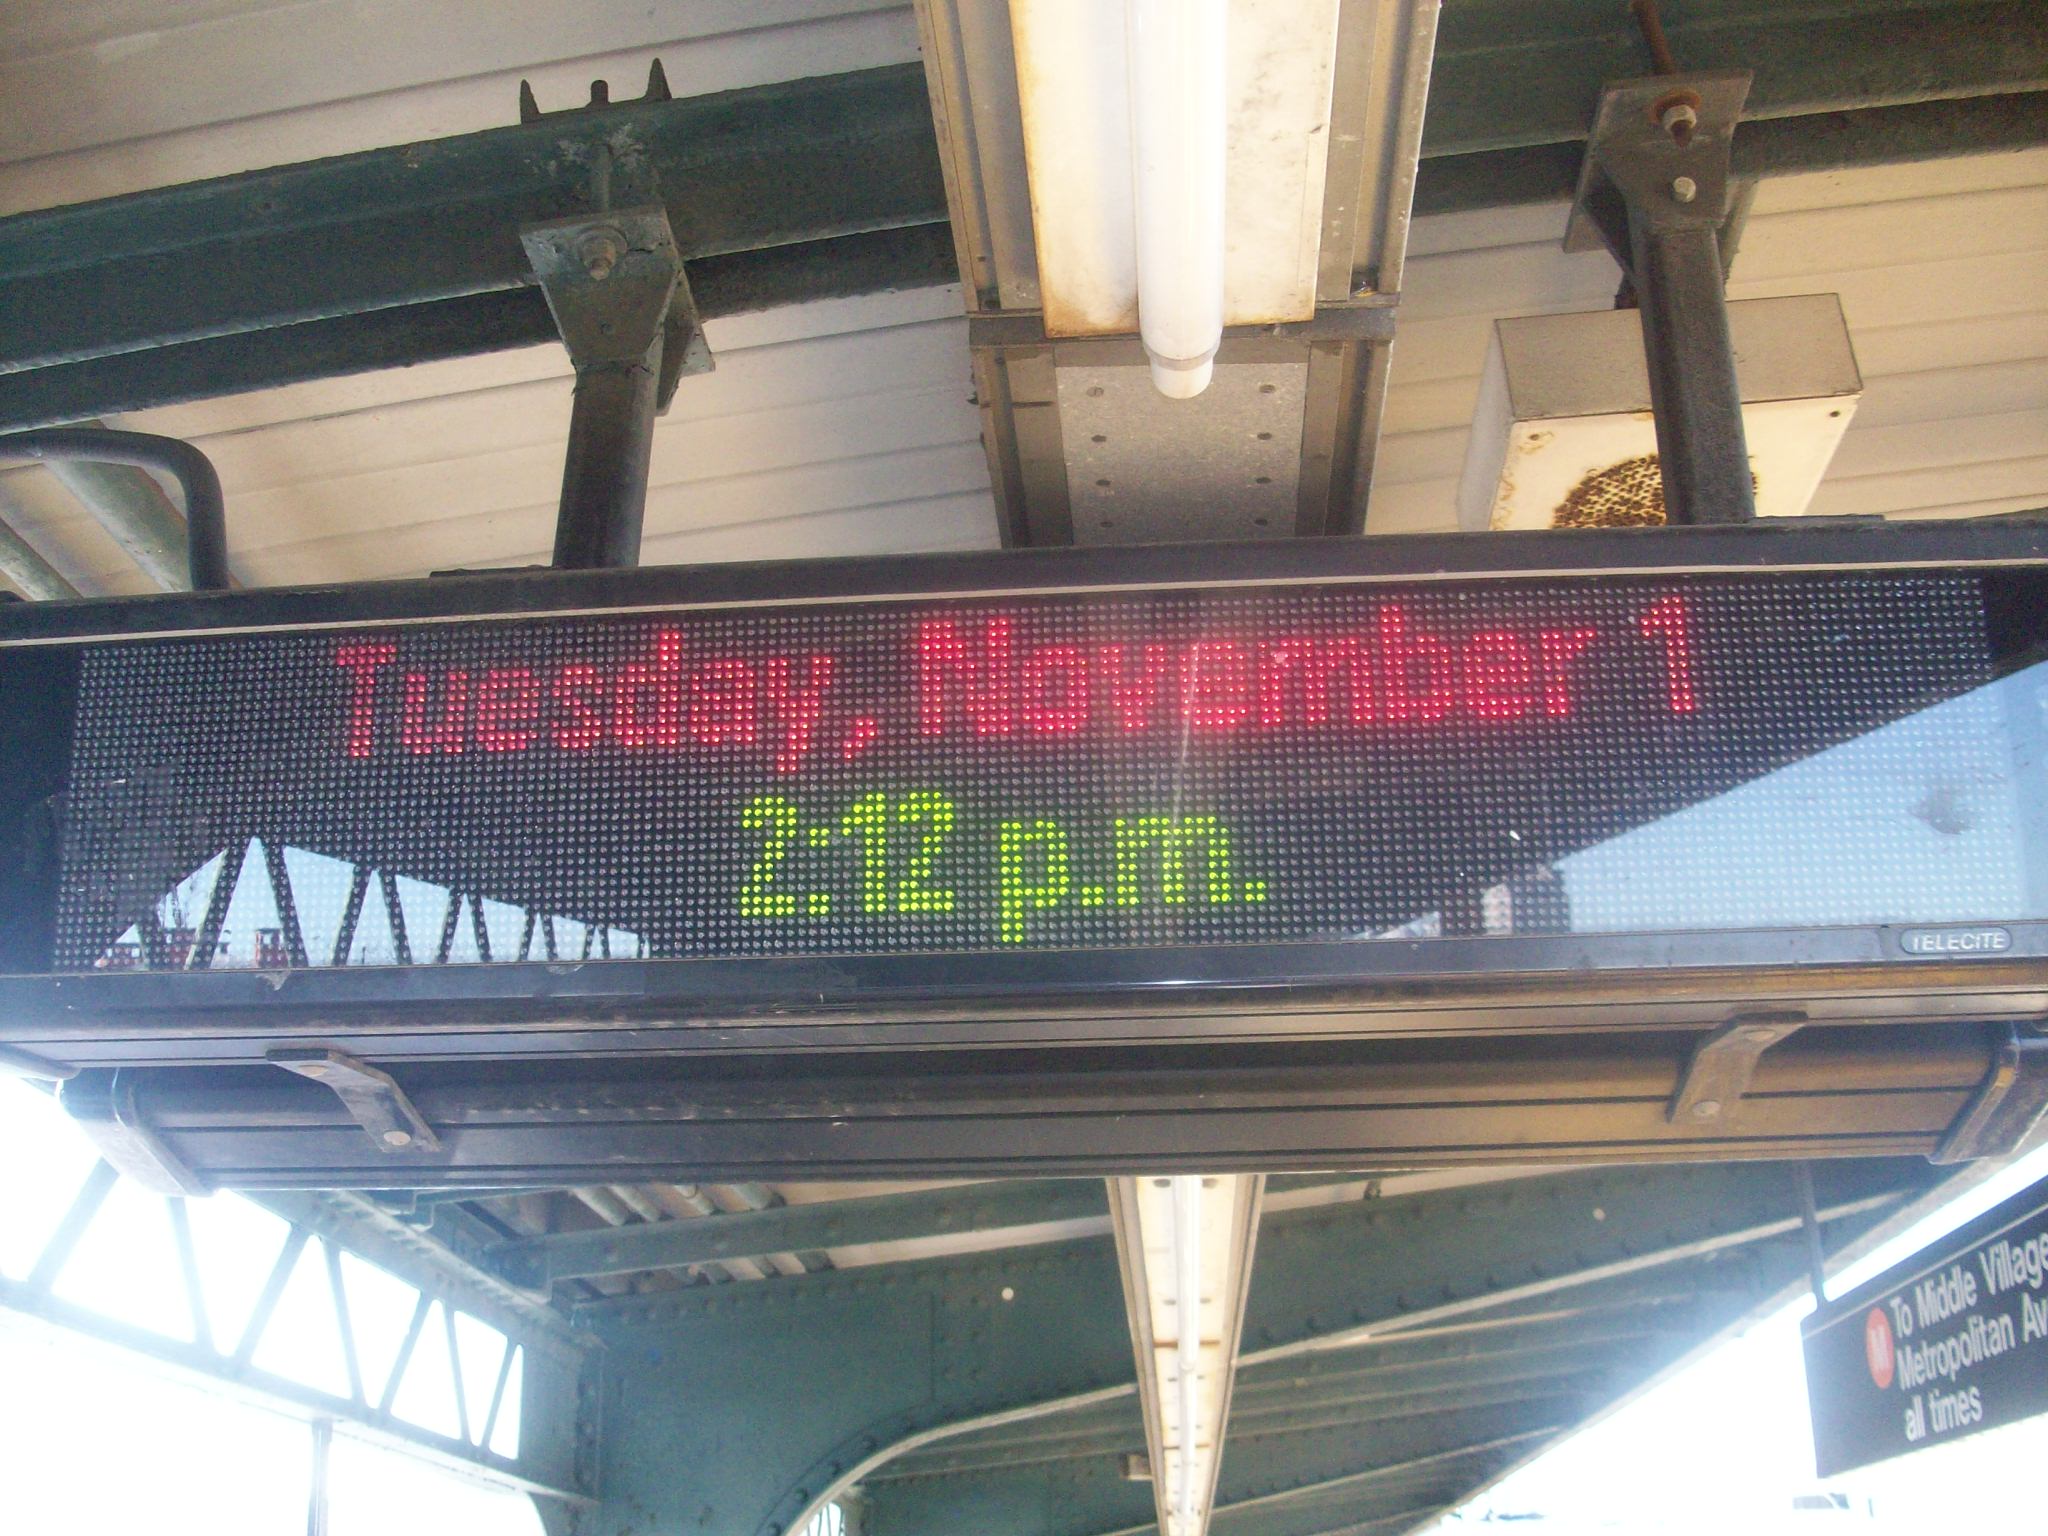 Tuesday, November 1
2:12 p.m.
TELECITE
M To Middle Village
Metropolitan Av
all times